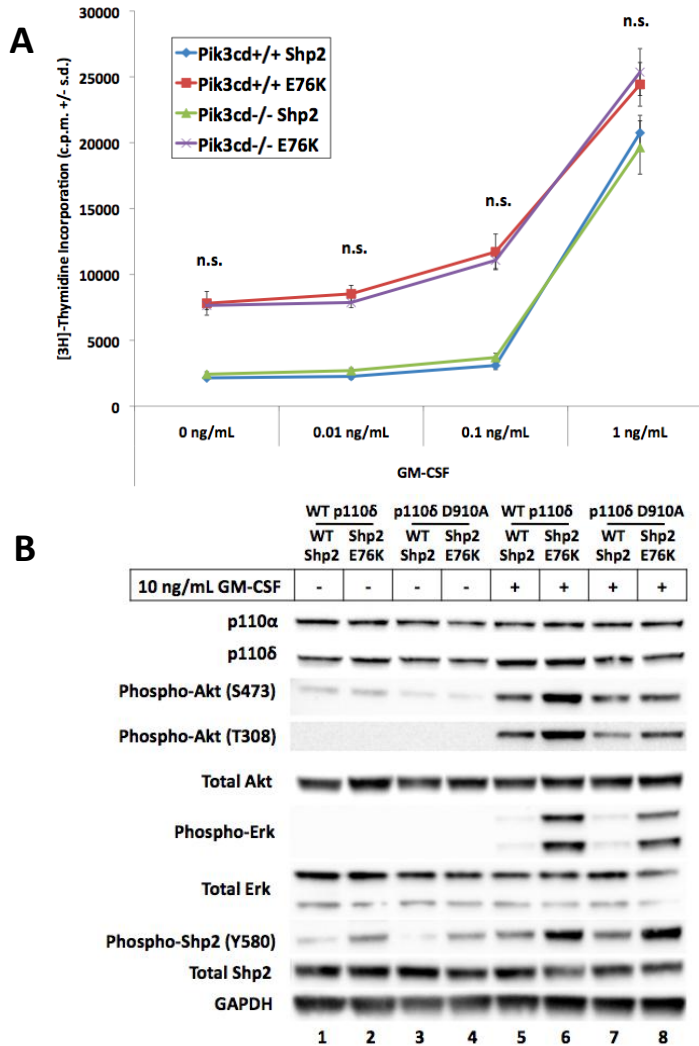 A
30000
25000
20000
15000
10000
5000
0
[3H]-Thymidine Incorporation (c.p.m. +/- s.d.)
Pik3cd+/+ Shp2
Pik3cd+/+ E76K
Pik3cd-/- Shp2
Pik3cd-/- E76K
n.s.
n.s.
n.s.
n.s.
0 ng/mL 0.01 ng/mL 0.1 ng/mL 1 ng/mL
GM-CSF
B
WT p110δ p110δ D910A WT p110δ p110δ D910A
WT Shp2 WT Shp2 WT Shp2 WT Shp2
Shp2 E76K Shp2 E76K Shp2 E76K Shp2 E76K
10 ng/mL GM-CSF - - - - + + + +
p110α
p110δ
Phospho-Akt (S473)
Phospho-Akt (T308)
Total Akt
Phospho-Erk
Total Erk
Phospho-Shp2 (Y580)
Total Shp2
GAPDH
1 2 3 4 5 6 7 8